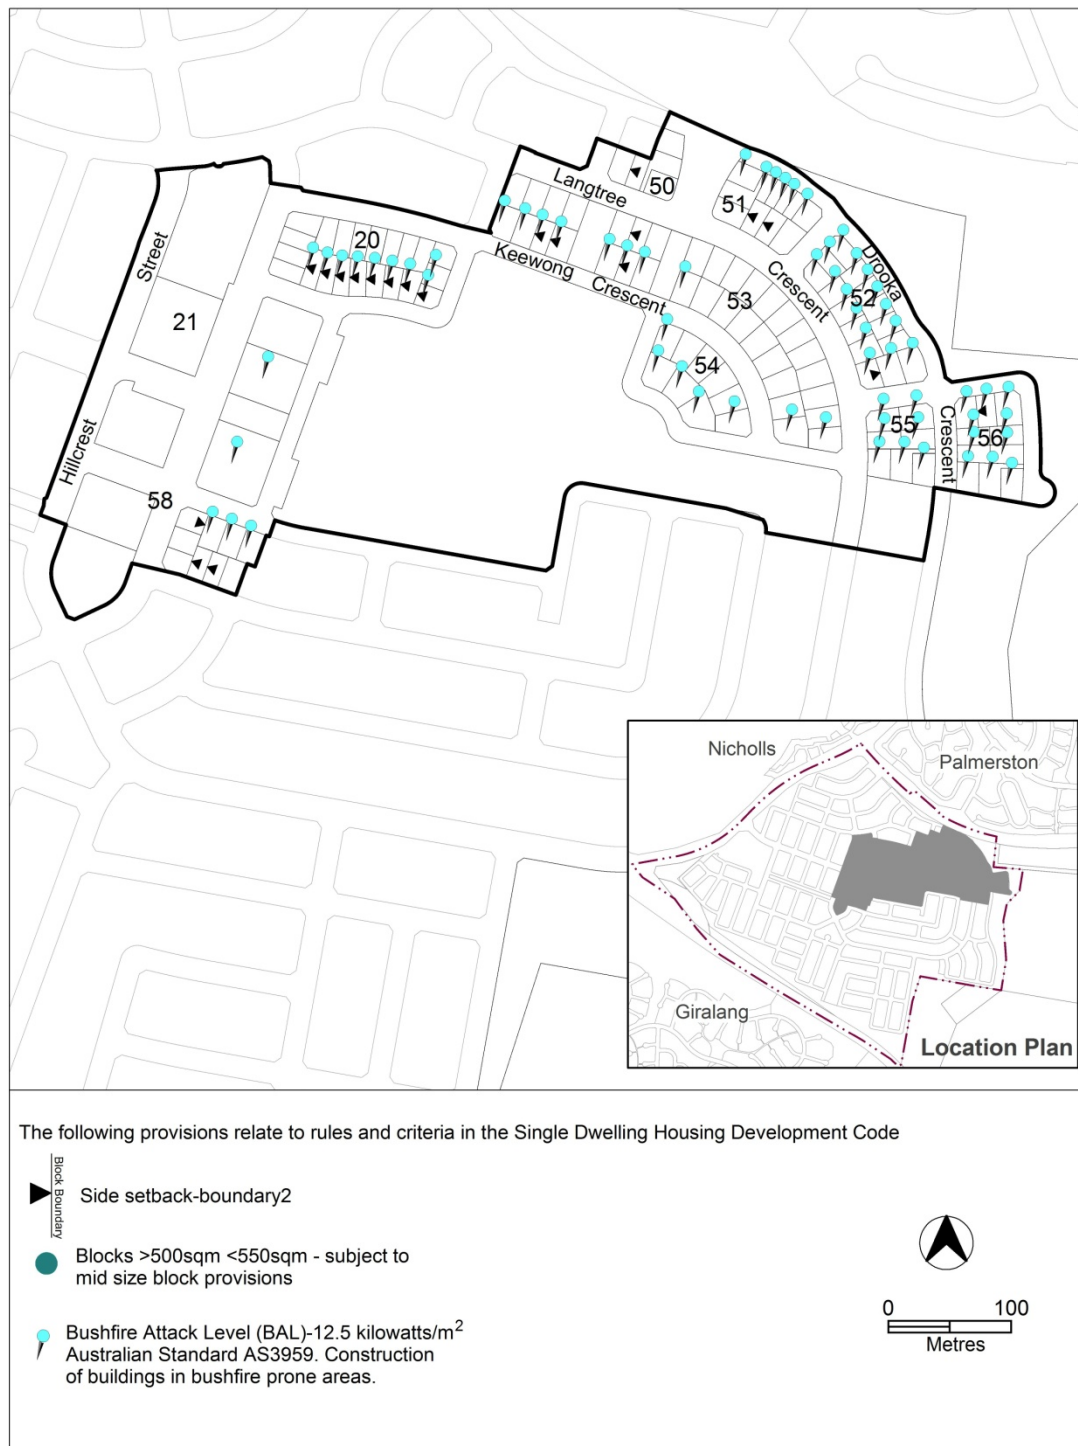 Langtree
50
51
20
Keewong
Drooka
Street
Crescent
Crescent
53
52
21
54
55
Crescent
56
Hillcrest
58
Nicholls
Palmerston
Giralang
Location Plan
The following provisions relate to rules and criteria in the Single Dwelling Housing Development Code
Block Boundary
Side setback-boundary2
Blocks >500sqm <550sqm - subject to
mid size block provisions
Bushfire Attack Level (BAL)-12.5 kilowatts/m²
Australian Standard AS3959. Construction
of buildings in bushfire prone areas.
0 100
Metres